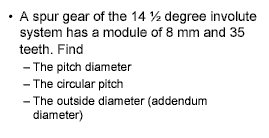 • A spur gear of the 14 ½ degree involute
system has a module of 8 mm and 35
teeth. Find
– The pitch diameter
– The circular pitch
– The outside diameter (addendum
diameter)